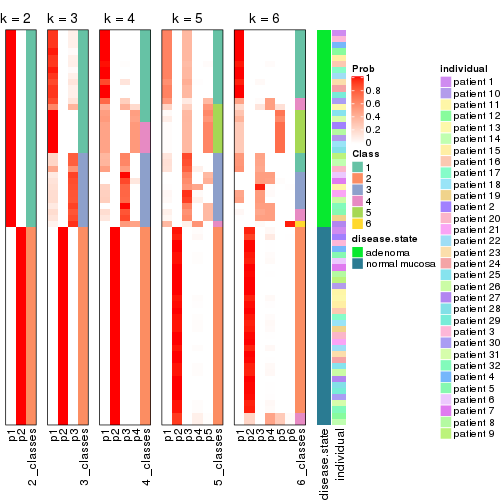 k = 2
k = 3
k = 4
k = 5
k = 6
p1
p2
2_classes
p1
p2
p3
3_classes
p1
p2
p3
p4
4_classes
p1
p2
p3
p4
p5
5_classes
p1
p2
p3
p4
p5
p6
6_classes
disease.state
individual
Prob
1
0.8
0.6
0.4
0.2
0
Class
1
2
3
4
5
6
disease.state
adenoma
normal mucosa
individual
patient 1
patient 10
patient 11
patient 12
patient 13
patient 14
patient 15
patient 16
patient 17
patient 18
patient 19
patient 2
patient 20
patient 21
patient 22
patient 23
patient 24
patient 25
patient 26
patient 27
patient 28
patient 29
patient 3
patient 30
patient 31
patient 32
patient 4
patient 5
patient 6
patient 7
patient 8
patient 9